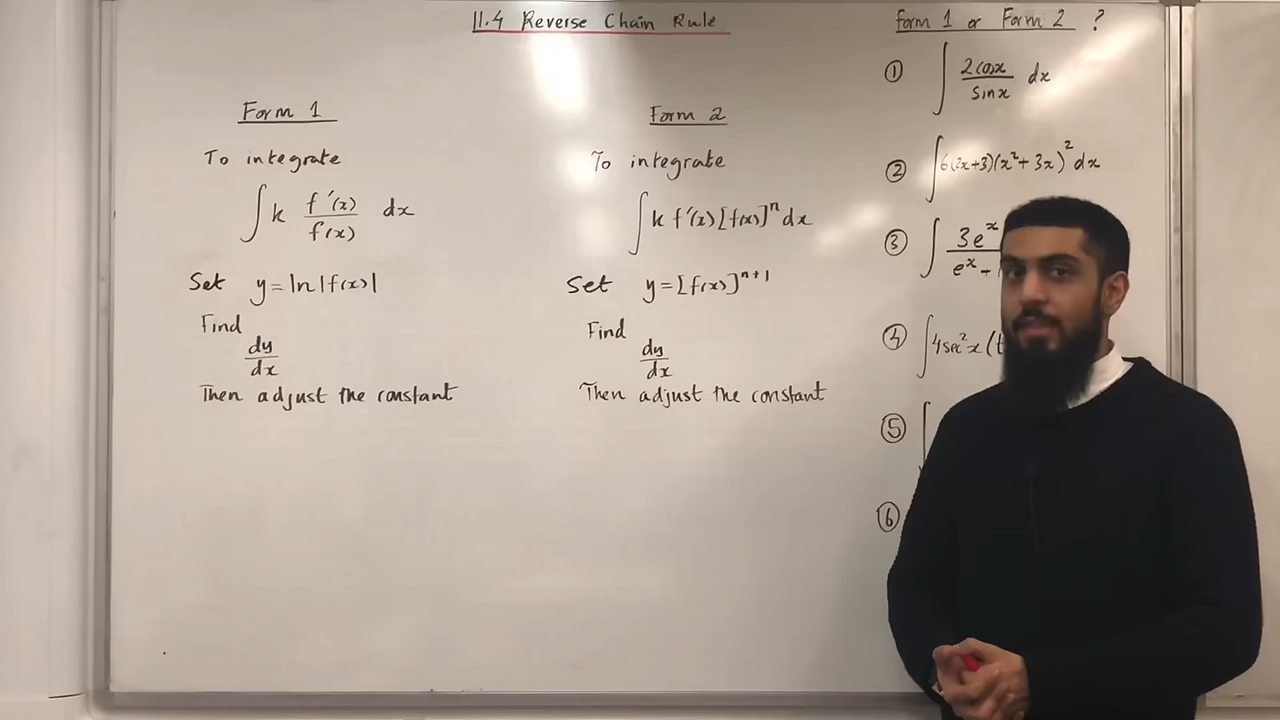 11.4 Reverse Chain Rule
Form 1
To integrate
∫ k f'(x)/f(x) dx
Set y = ln|f(x)|
Find
dy/dx
Then adjust the constant
Form 2
To integrate
∫ k f'(x) [f(x)]^n dx
Set y = [f(x)]^(n+1)
Find
dy/dx
Then adjust the constant
Form 1 or Form 2 ?
① ∫ 2cosx/sinx dx
② ∫ 6(2x+3)(x²+3x)² dx
③ ∫ 3e^x/e^x +
④ ∫ 4sec²x (t
⑤ ∫
⑥